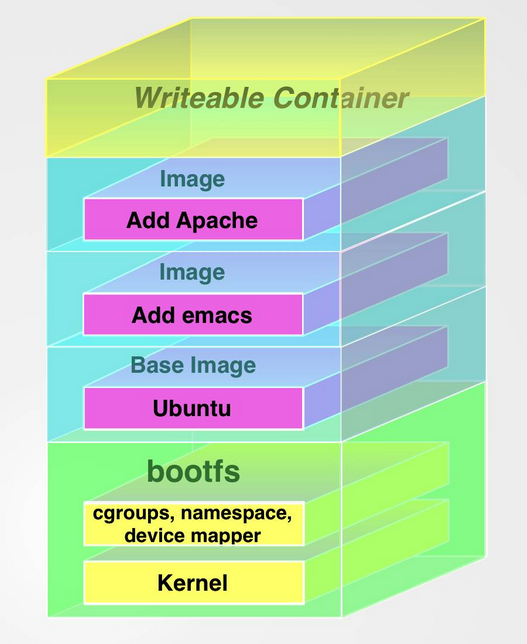 Writeable Container
Image
Add Apache
Image
Add emacs
Base Image
Ubuntu
bootfs
cgroups, namespace,
device mapper
Kernel